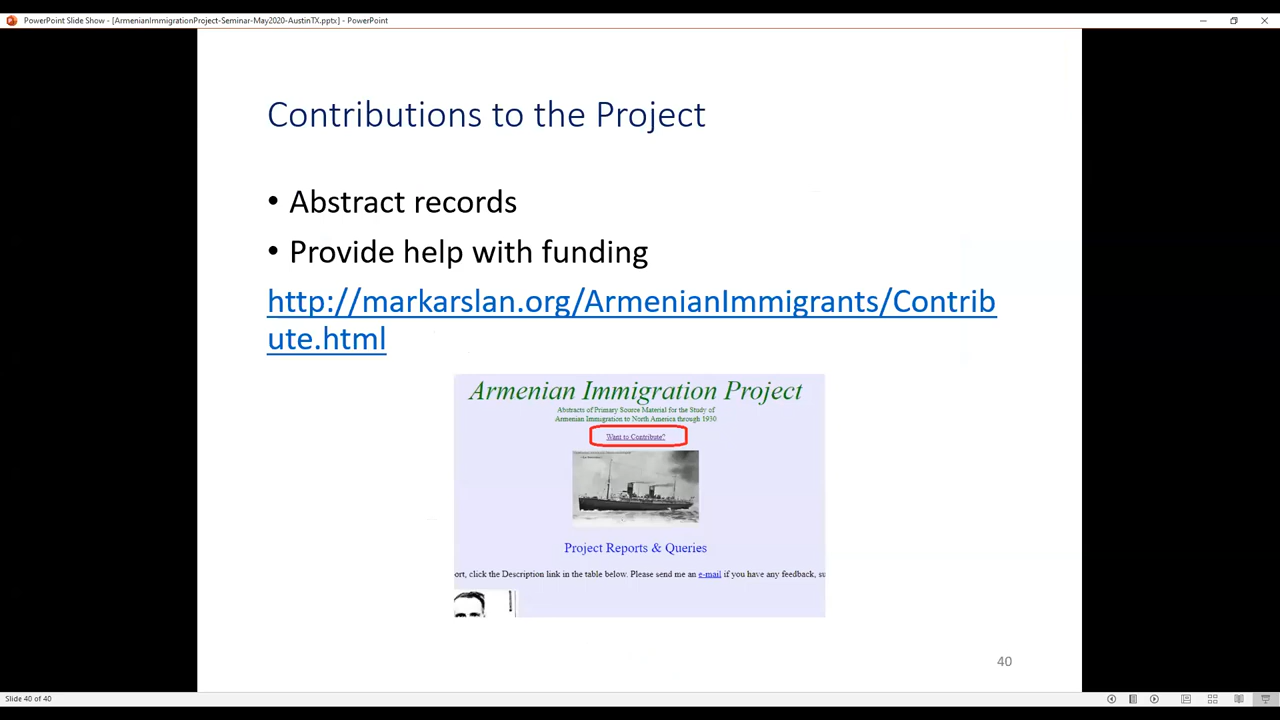 PowerPoint Slide Show - [ArmenianImmigrationProject-Seminar-May2020-AustinTX.pptx] - PowerPoint
Contributions to the Project
• Abstract records
• Provide help with funding
http://markarslan.org/ArmenianImmigrants/Contrib
ute.html
Armenian Immigration Project
Abstracts of Primary Source Material for the Study of
Armenian Immigration to North America through 1930
Want to Contribute?
Project Reports & Queries
ort, click the Description link in the table below. Please send me an e-mail if you have any feedback, su
40
Slide 40 of 40